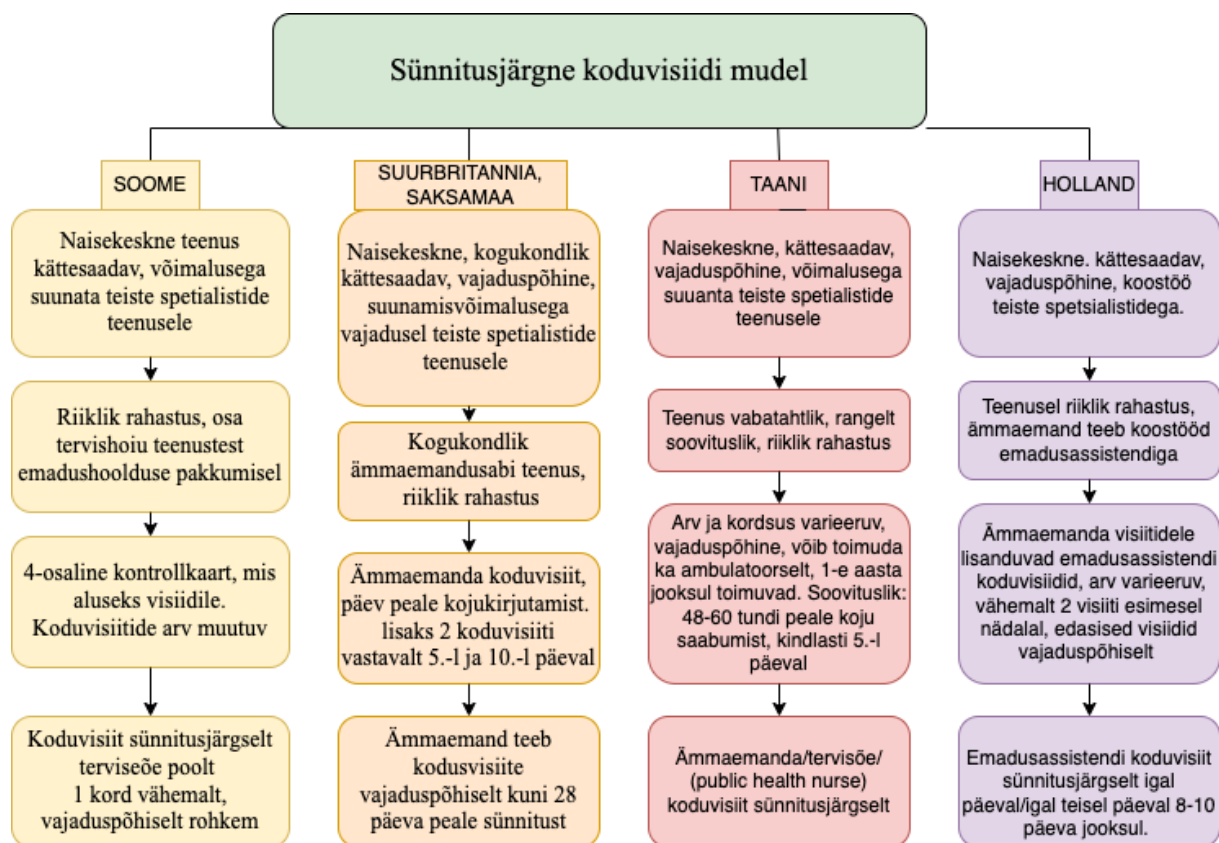 Sünnitusjärgne koduvisiidi mudel
SOOME
Naisekeskne teenus
kättesaadav, võimalusega
suunata teiste spetialistide
teenusele
Riiklik rahastus, osa
tervishoiu teenustest
emadushoolduse pakkumisel
4-osaline kontrollkaart, mis
aluseks visiidile.
Koduvisiitide arv muutuv
Koduvisiit sünnitusjärgselt
terviseõe poolt
1 kord vähemalt,
vajaduspõhiselt rohkem
SUURBRITANNIA,
SAKSAMAA
Naisekeskne, kogukondlik
kättesaadav, vajaduspõhine,
suunamisvõimalusega
vajadusel teiste spetialistide
teenusele
Kogukondlik
ämmaemandusabi teenus,
riiklik rahastus
Ämmaemanda koduvisiit,
päev peale kojukirjutamist.
lisaks 2 koduvisiiti
vastavalt 5.-l ja 10.-l päeval
Ämmaemand teeb
kodusvisiite
vajaduspõhiselt kuni 28
päeva peale sünnitust
TAANI
Naisekeskne, kättesaadav,
vajaduspõhine, võimalusega
suuanta teiste spetialistide
teenusele
Teenus vabatahtlik, rangelt
soovituslik, riiklik rahastus
Arv ja kordsus varieeruv,
vajaduspõhine, võib toimuda
ka ambulatoorselt, 1-e aasta
jooksul toimuvad. Soovituslik:
48-60 tundi peale koju
saabumist, kindlasti 5.-l
päeval
Ämmaemanda/tervisõe/
(public health nurse)
koduvisiit sünnitusjärgselt
HOLLAND
Naisekeskne. kättesaadav,
vajaduspõhine, koostöö
teiste spetsialistidega.
Teenusel riiklik rahastus,
ämmaemand teeb koostööd
emadusassistendiga
Ämmaemanda visiitidele
lisanduvad emadusassistendi
koduvisiidid, arv varieeruv,
vähemalt 2 visiiti esimesel
nädalal, edasised visiidid
vajaduspõhiselt
Emadusassistendi koduvisiit
sünnitusjärgselt igal
päeval/igal teisel päeval 8-10
päeva jooksul.